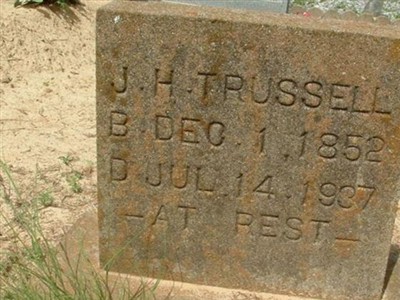 J. H. TRUSSELL
B. DEC. 1, 1852
D. JUL. 14, 1937
— AT REST —